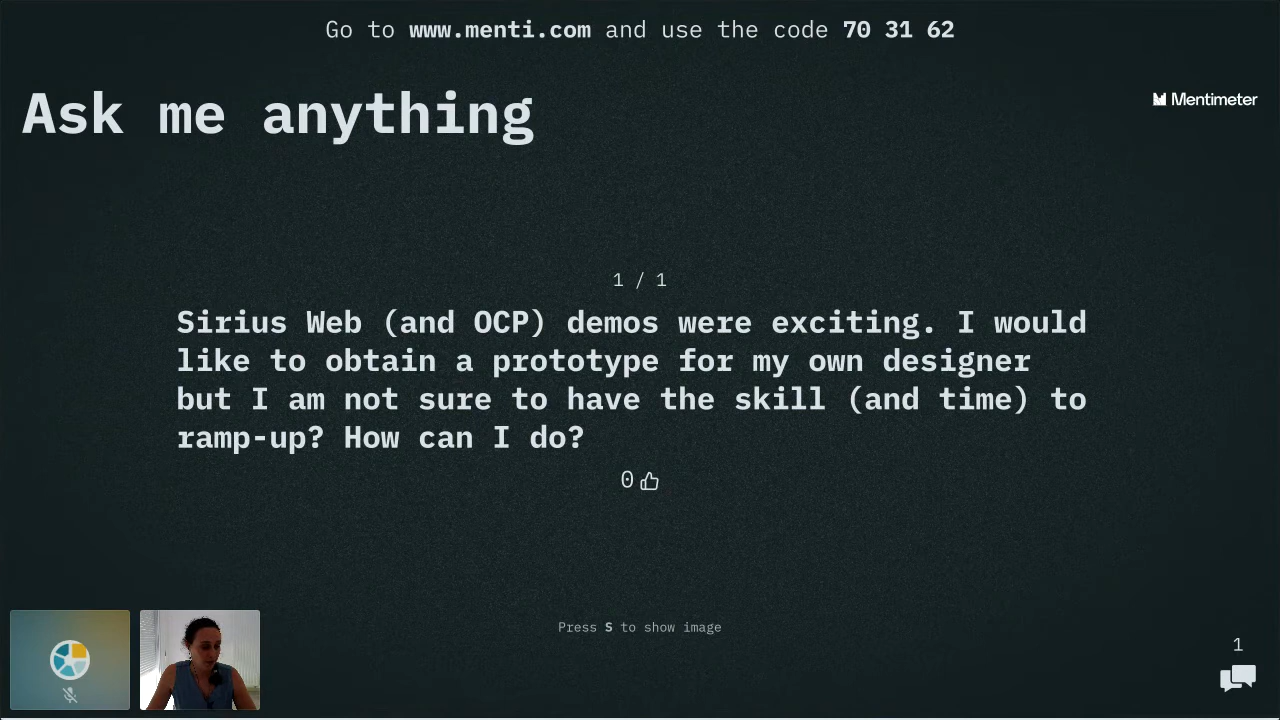 Go to www.menti.com and use the code 70 31 62
Ask me anything
Mentimeter
1 / 1
Sirius Web (and OCP) demos were exciting. I would
like to obtain a prototype for my own designer
but I am not sure to have the skill (and time) to
ramp-up? How can I do?
0
Press S to show image
1